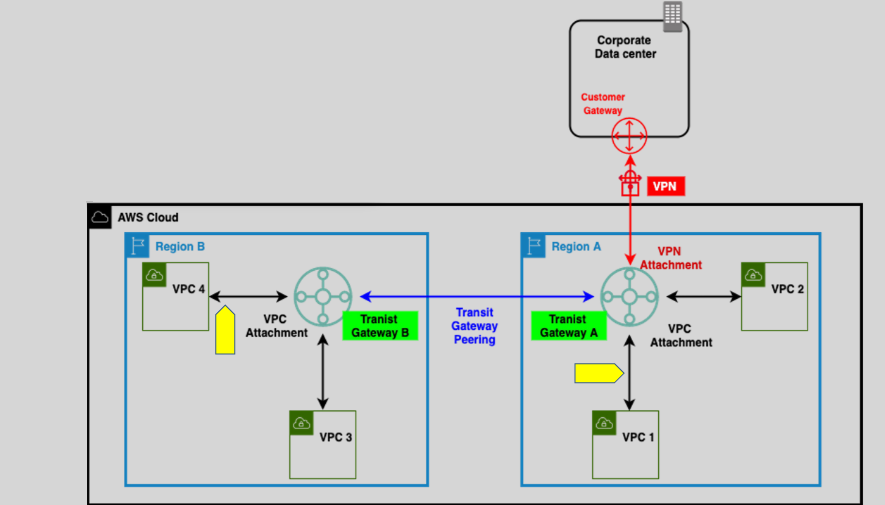 Corporate
Data center
Customer
Gateway
VPN
AWS Cloud
Region B
Region A
VPN
Attachment
VPC 4
VPC 2
VPC
Attachment
Tranist
Gateway B
Transit
Gateway
Peering
Tranist
Gateway A
VPC
Attachment
VPC 3
VPC 1